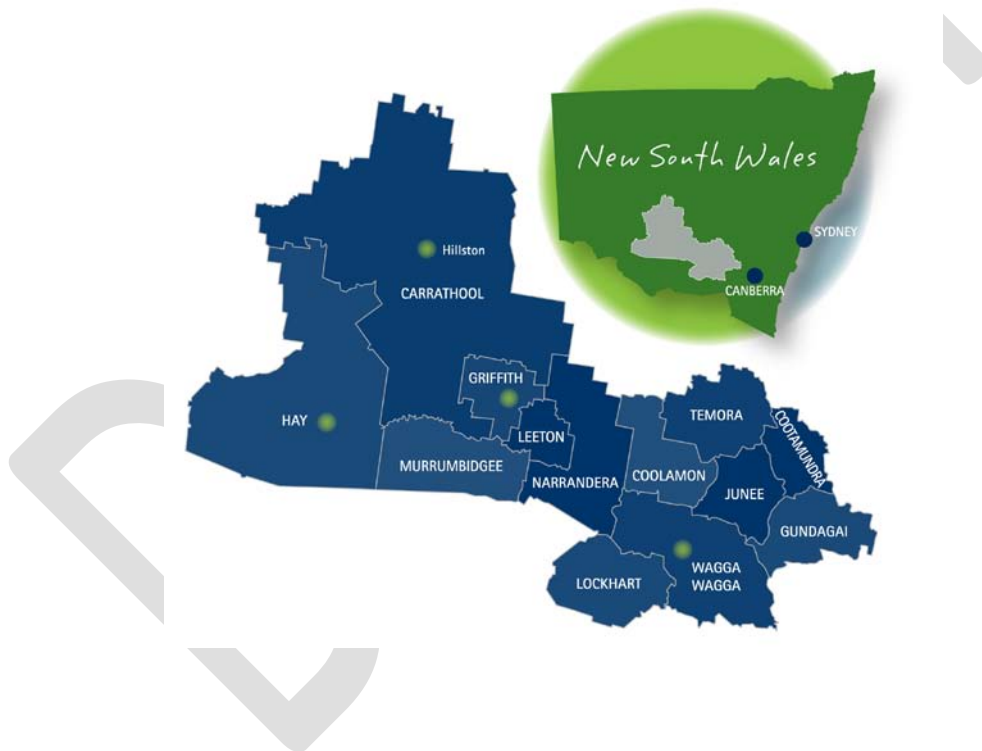 New South Wales
SYDNEY
CANBERRA
Hillston
CARRATHOOL
GRIFFITH
HAY
LEETON
MURRUMBIDGEE
NARRANDERA
COOLAMON
TEMORA
COOTAMUNDRA
JUNEE
GUNDAGAI
LOCKHART
WAGGA
WAGGA